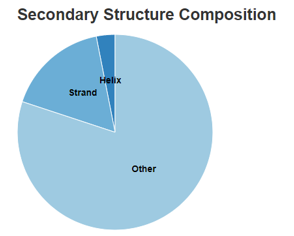 Secondary Structure Composition
Helix
Strand
Other